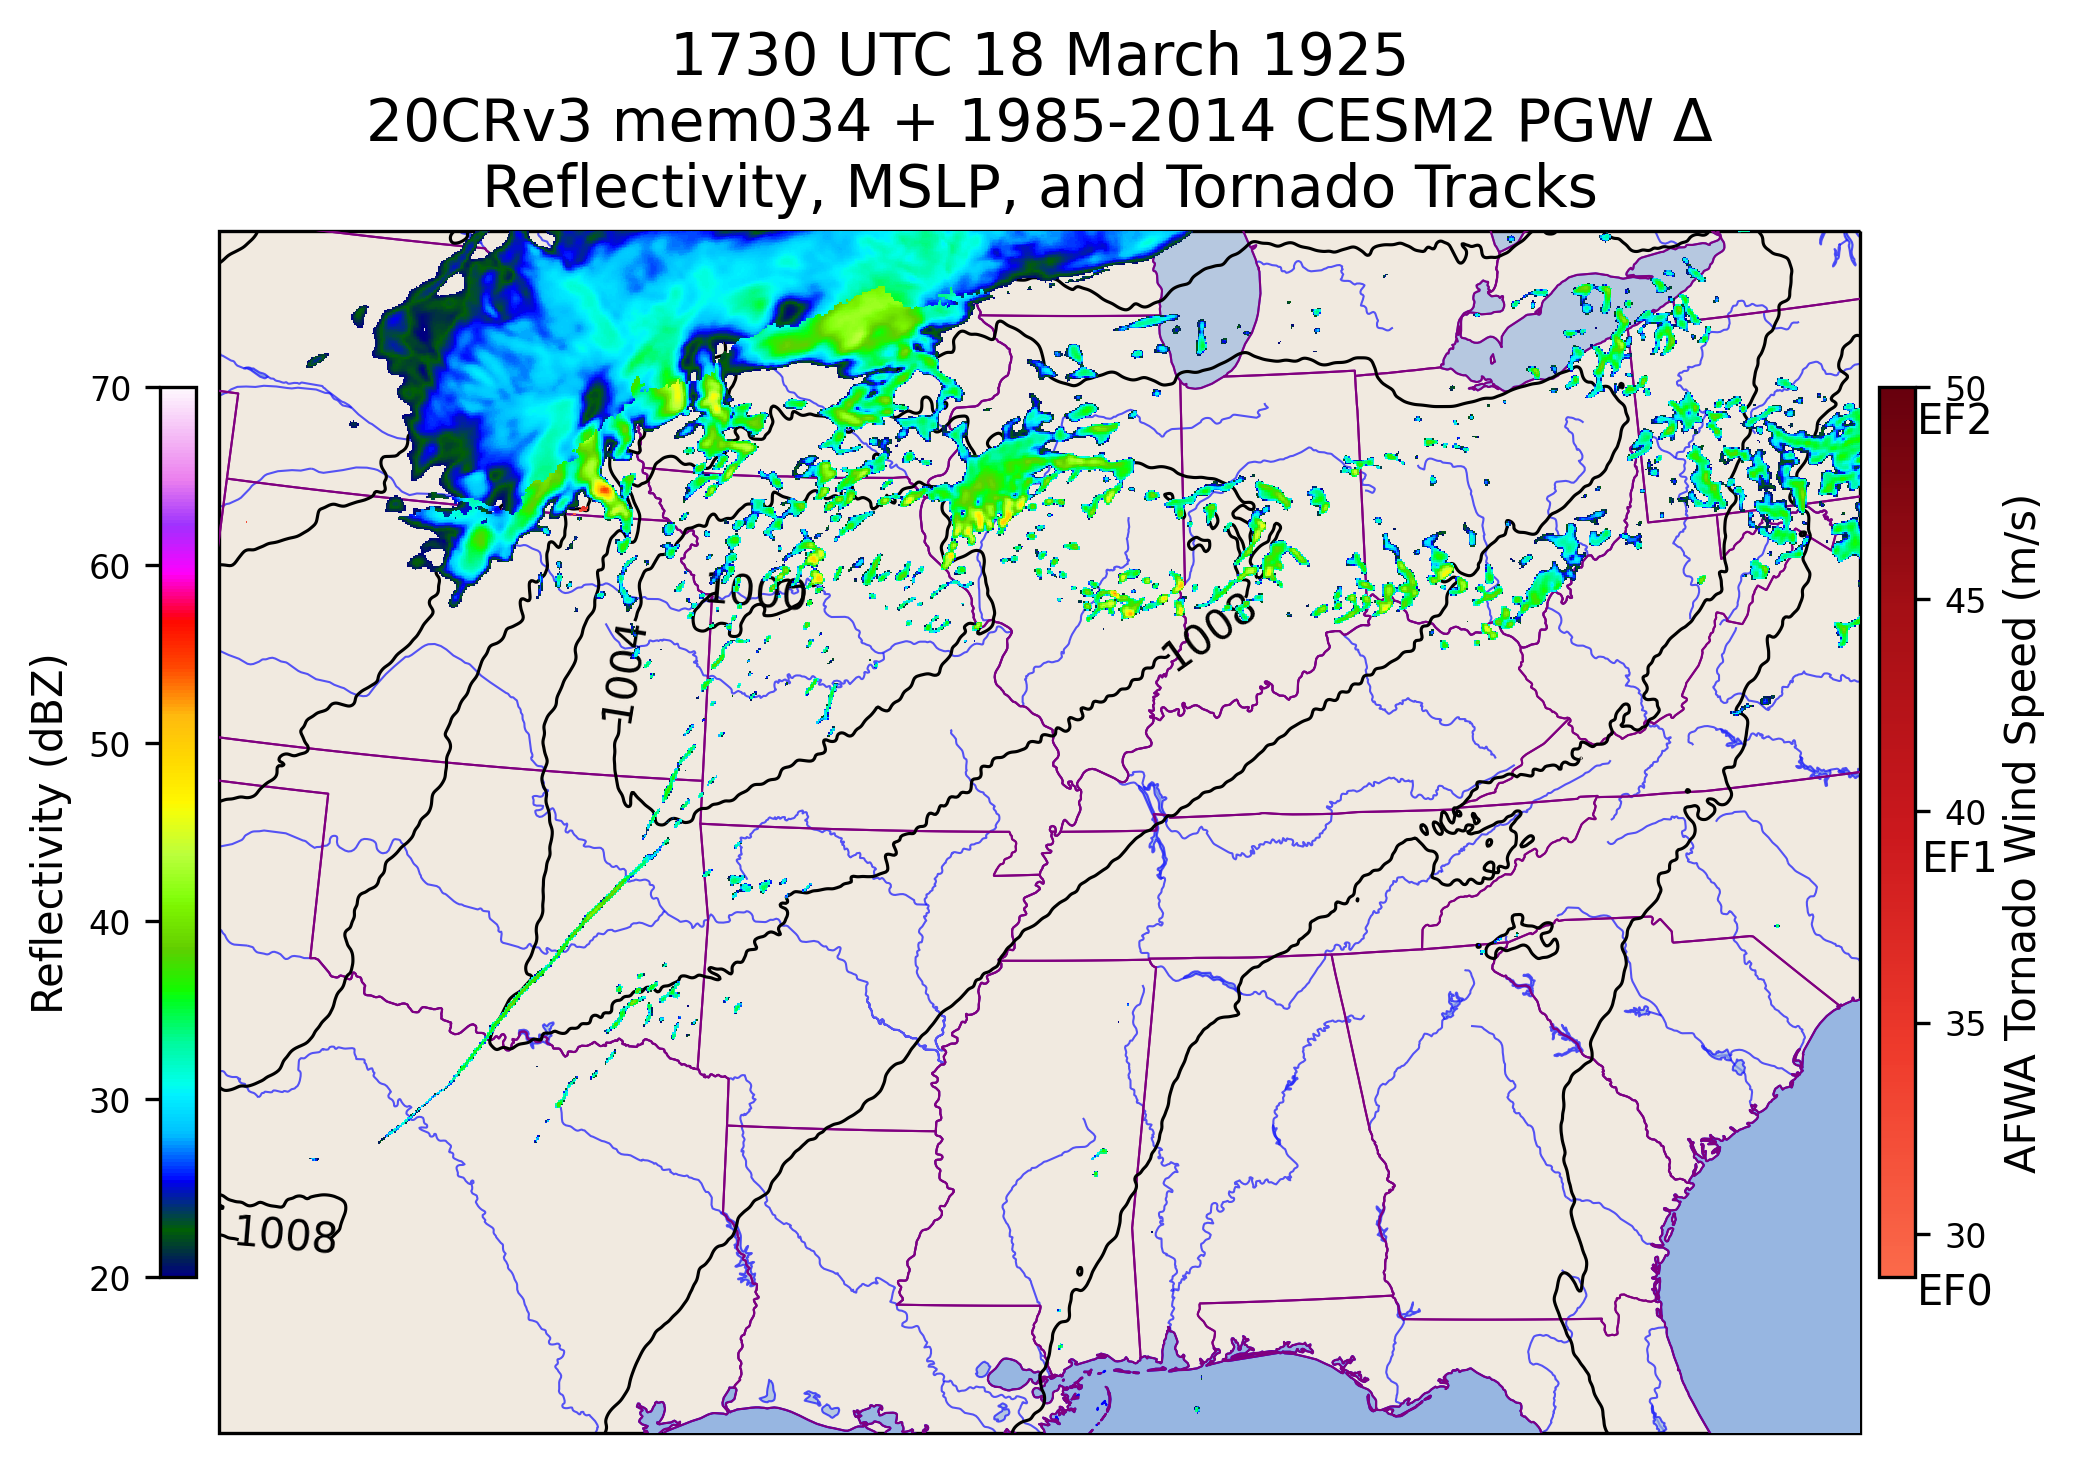 1730 UTC 18 March 1925
20CRv3 mem034 + 1985-2014 CESM2 PGW Δ
Reflectivity, MSLP, and Tornado Tracks
70
60
50
40
30
20
Reflectivity (dBZ)
1000
1004
1008
1008
50
EF2
45
40
EF1
35
30
EF0
AFWA Tornado Wind Speed (m/s)